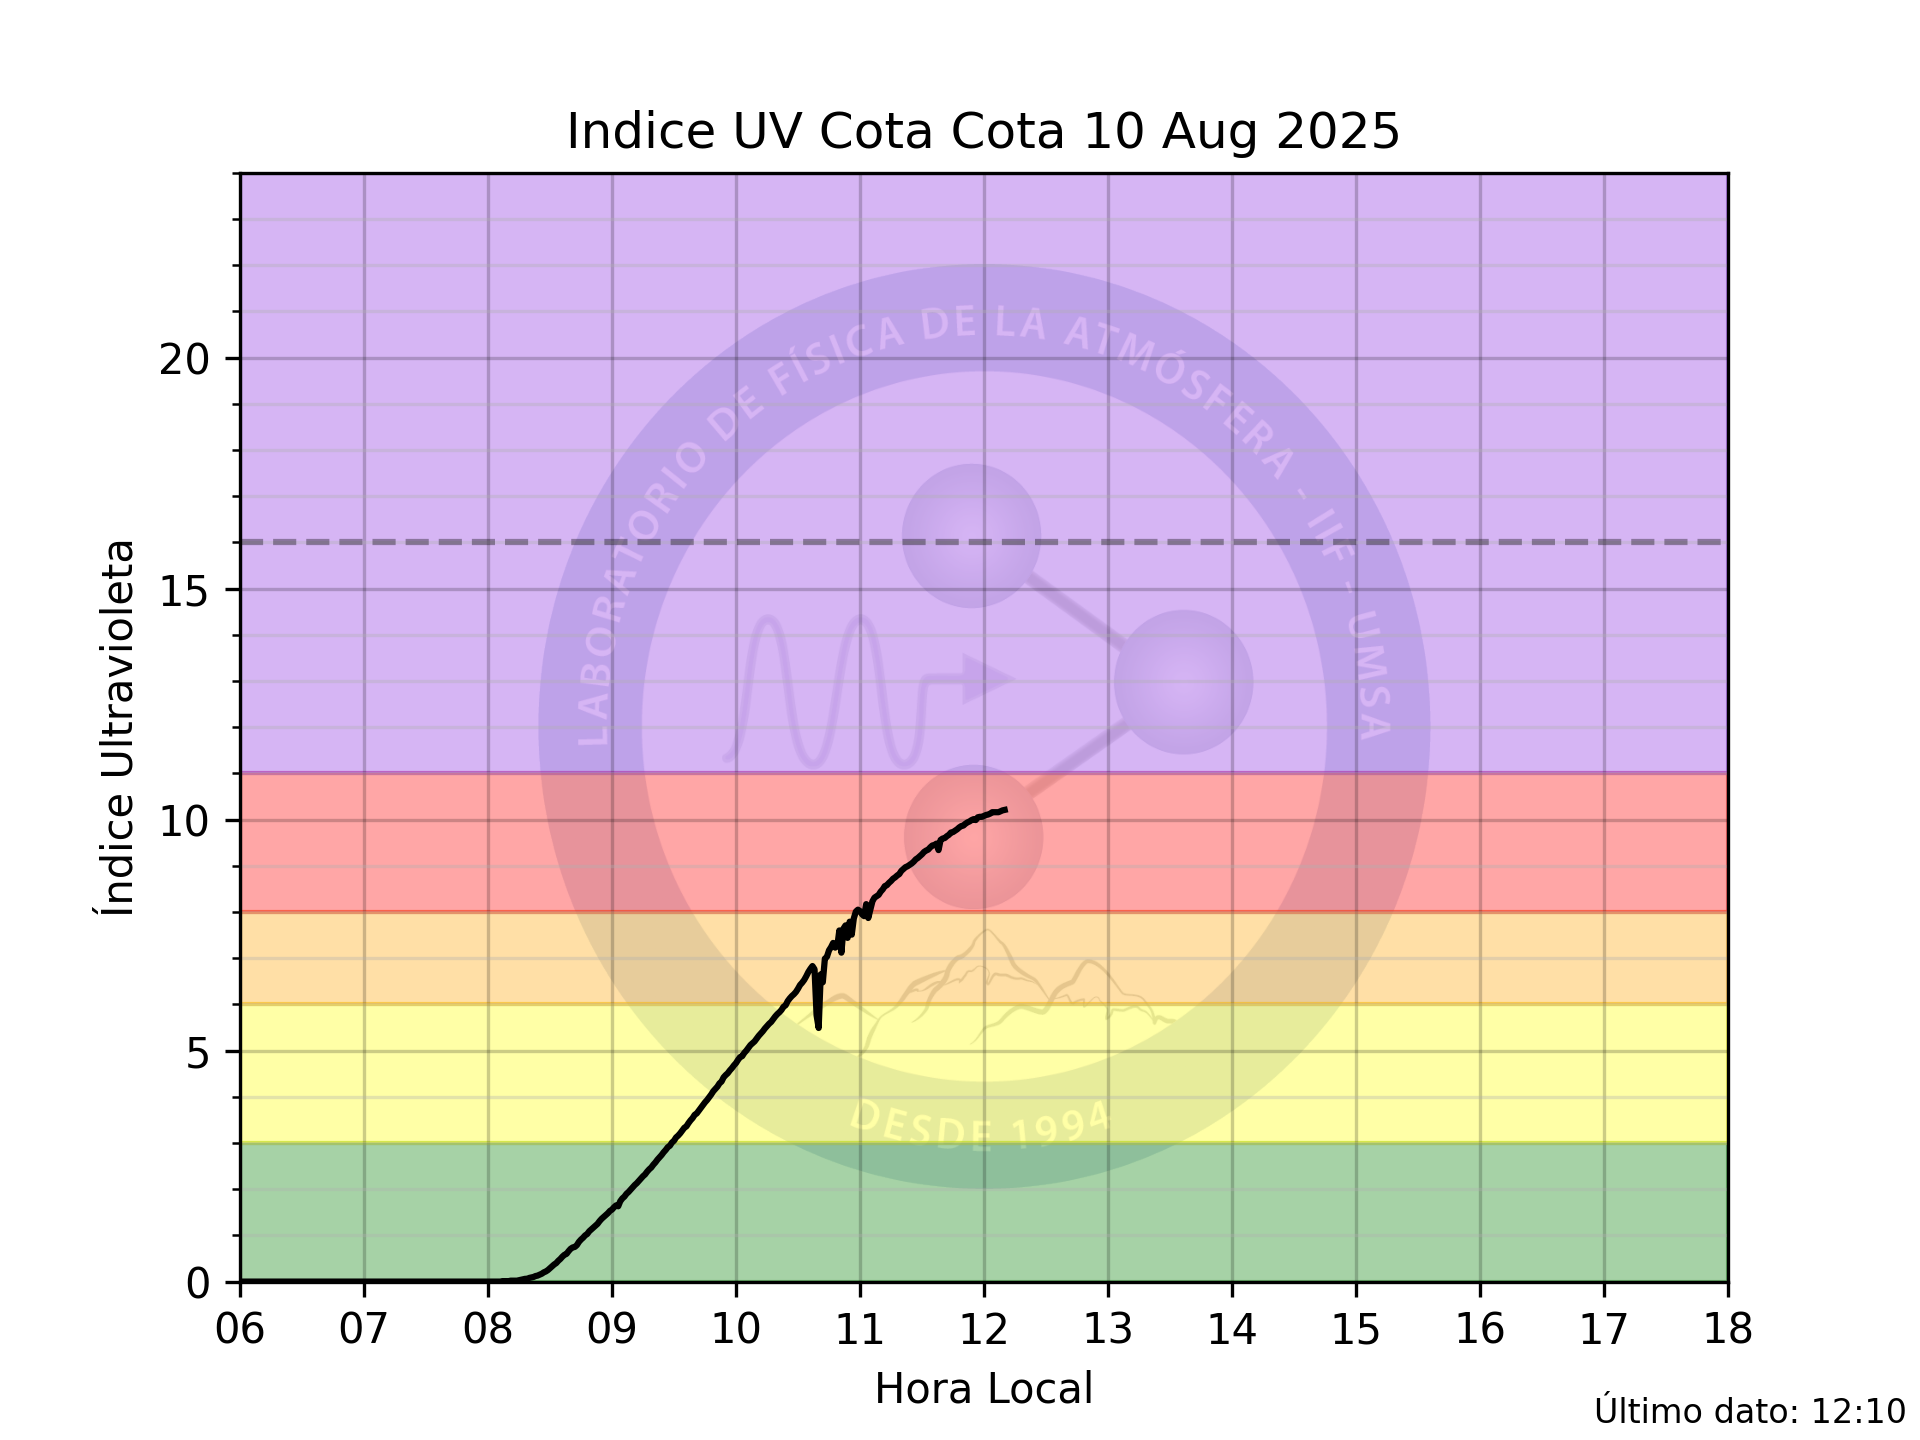 Indice UV Cota Cota 10 Aug 2025
Índice Ultravioleta
20
15
10
5
0
LABORATORIO DE FÍSICA DE LA ATMÓSFERA - IIF - UMSA
DESDE 1994
06 07 08 09 10 11 12 13 14 15 16 17 18
Hora Local
Último dato: 12:10